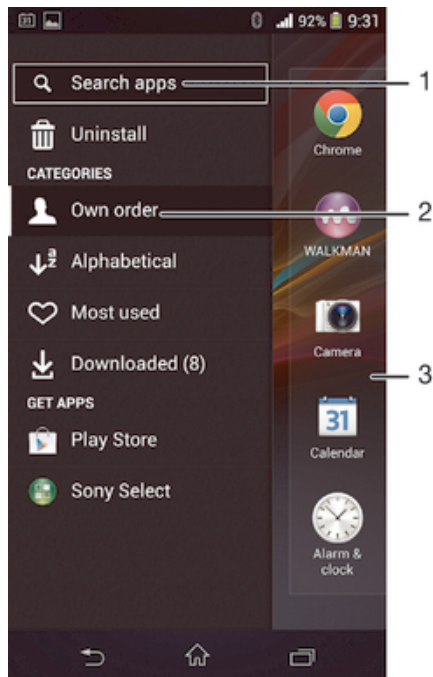 31
92%
9:31
Search apps
1
Uninstall
CATEGORIES
Own order
2
Alphabetical
Most used
Downloaded (8)
GET APPS
Play Store
Sony Select
Chrome
WALKMAN
Camera
3
31
Calendar
Alarm &
clock